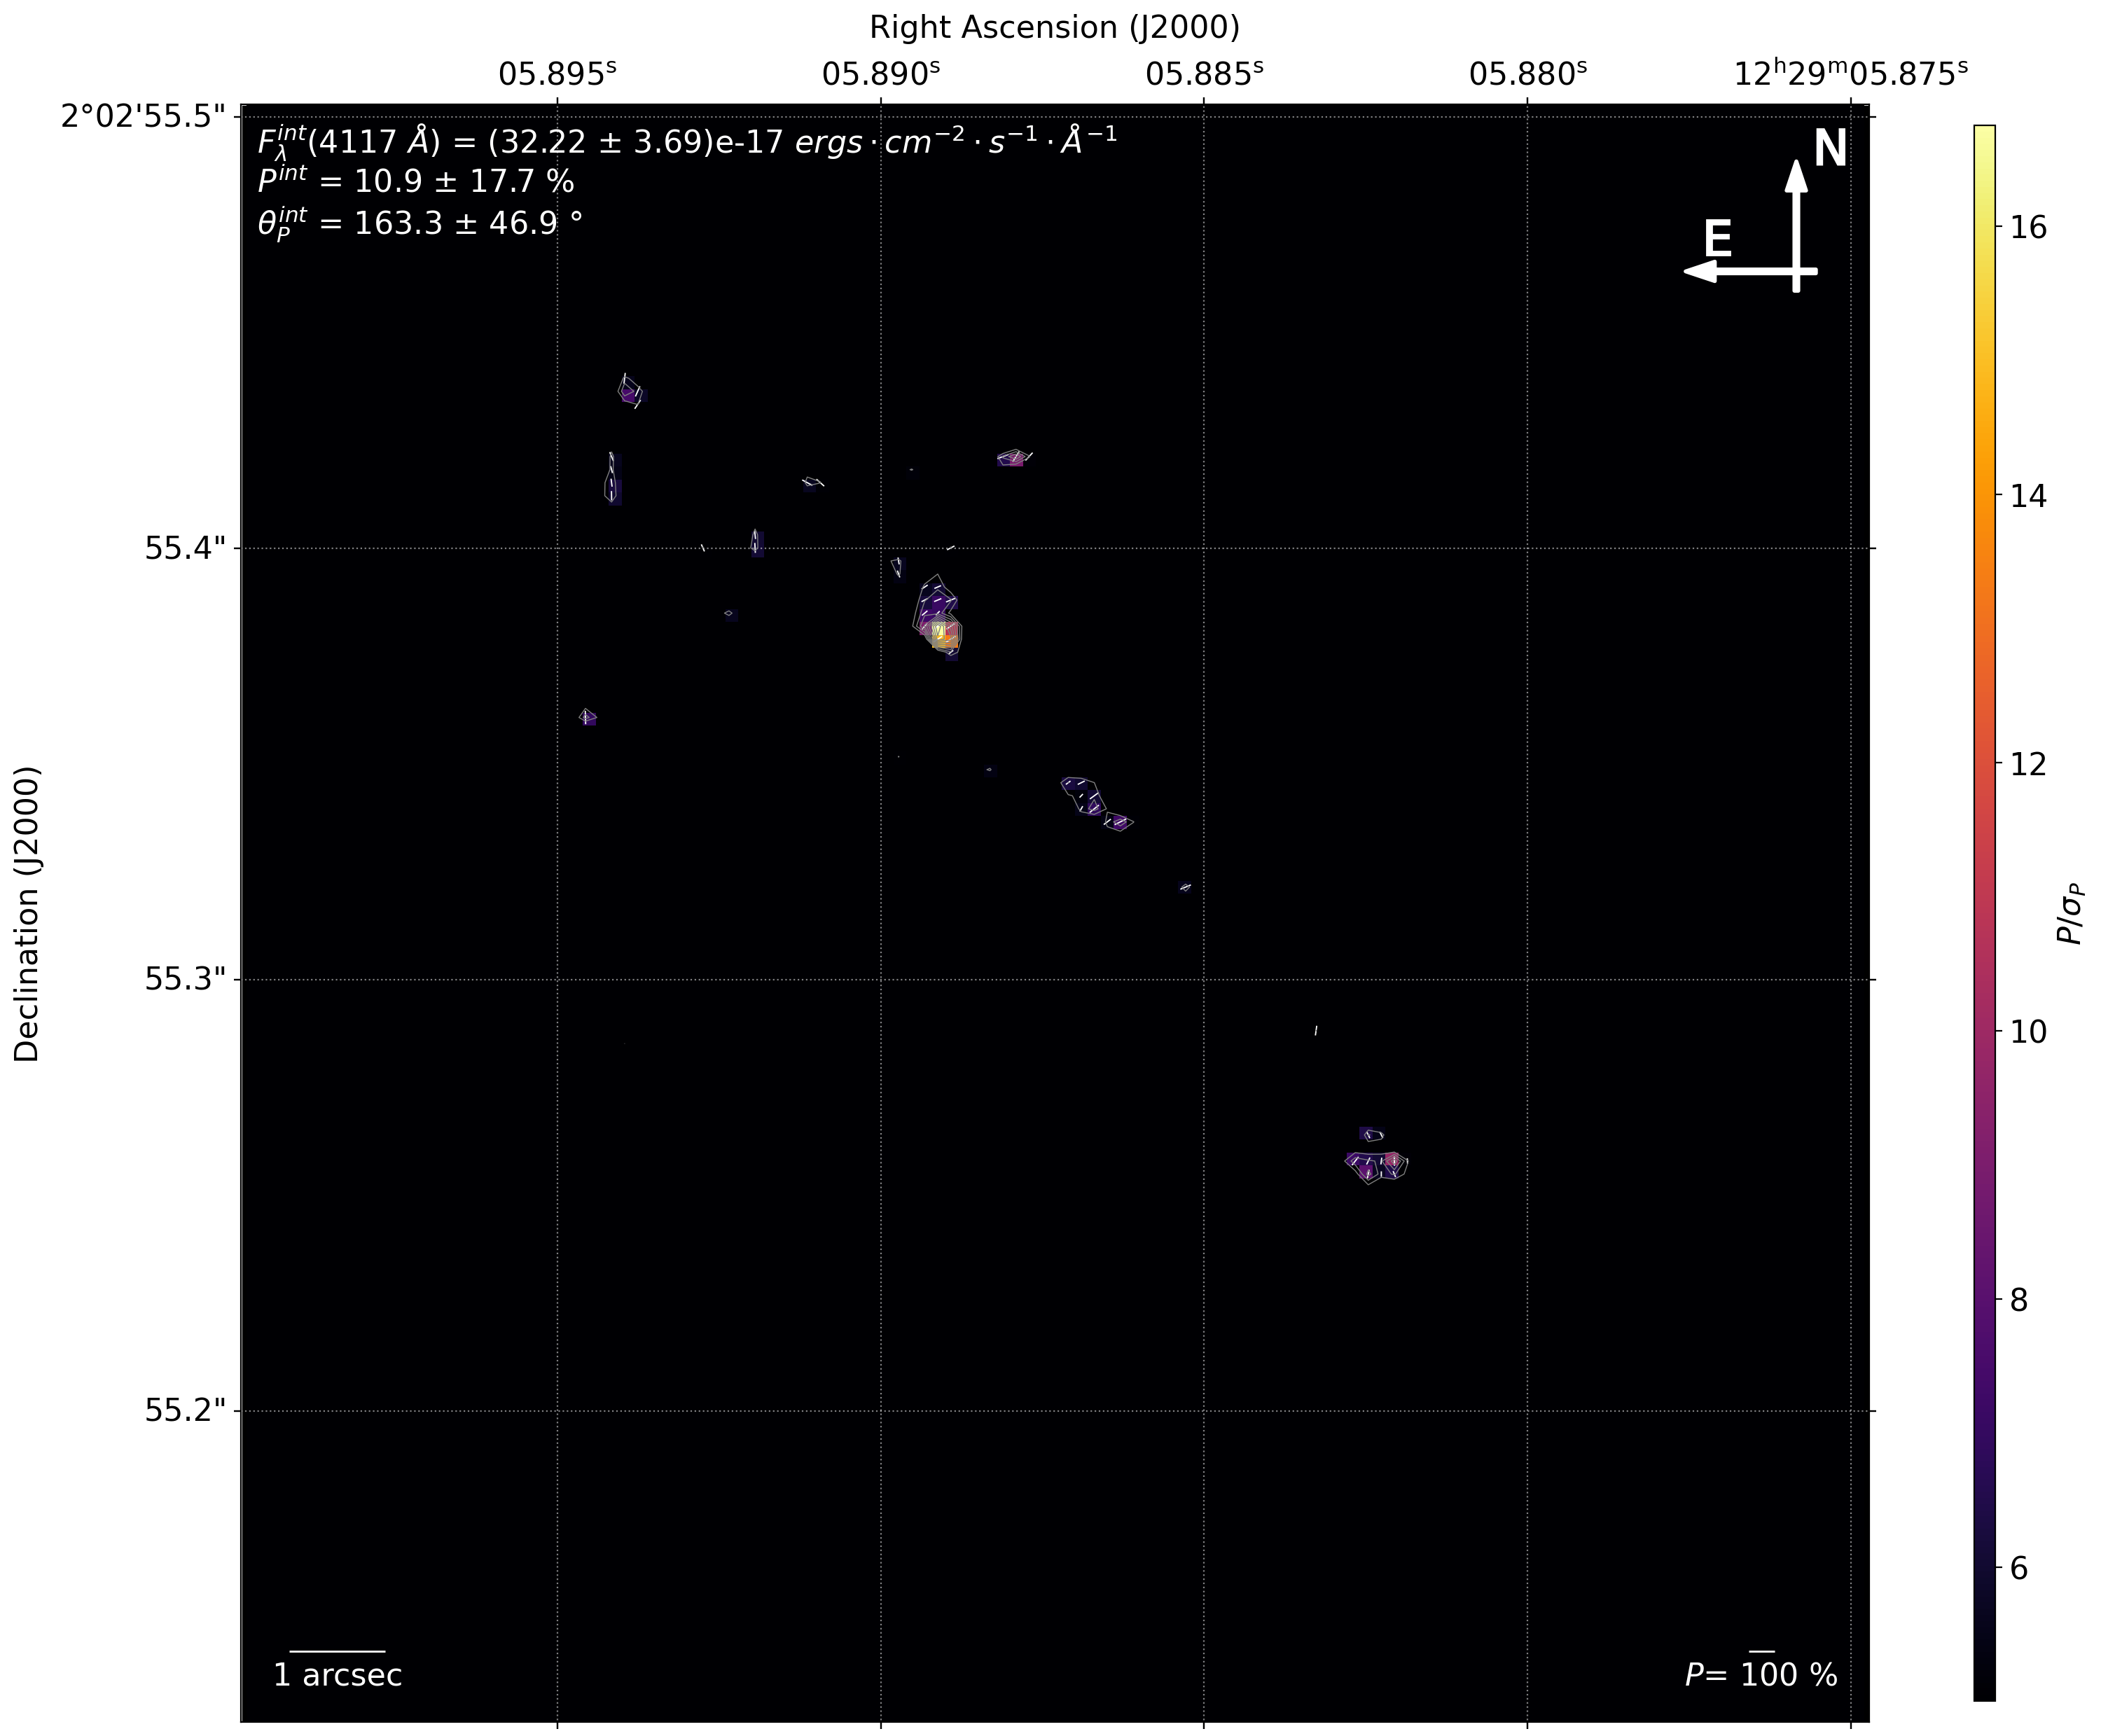 Right Ascension (J2000)
05.895ˢ 05.890ˢ 05.885ˢ 05.880ˢ 12ʰ29ᵐ05.875ˢ
2°02'55.5"
F_λ^int(4117 Å) = (32.22 ± 3.69)e-17 ergs · cm⁻² · s⁻¹ · Å⁻¹
P^int = 10.9 ± 17.7 %
θ_P^int = 163.3 ± 46.9 °
N
E
55.4"
55.3"
55.2"
Declination (J2000)
1 arcsec
P= 100 %
16
14
12
10
8
6
P/σ_P